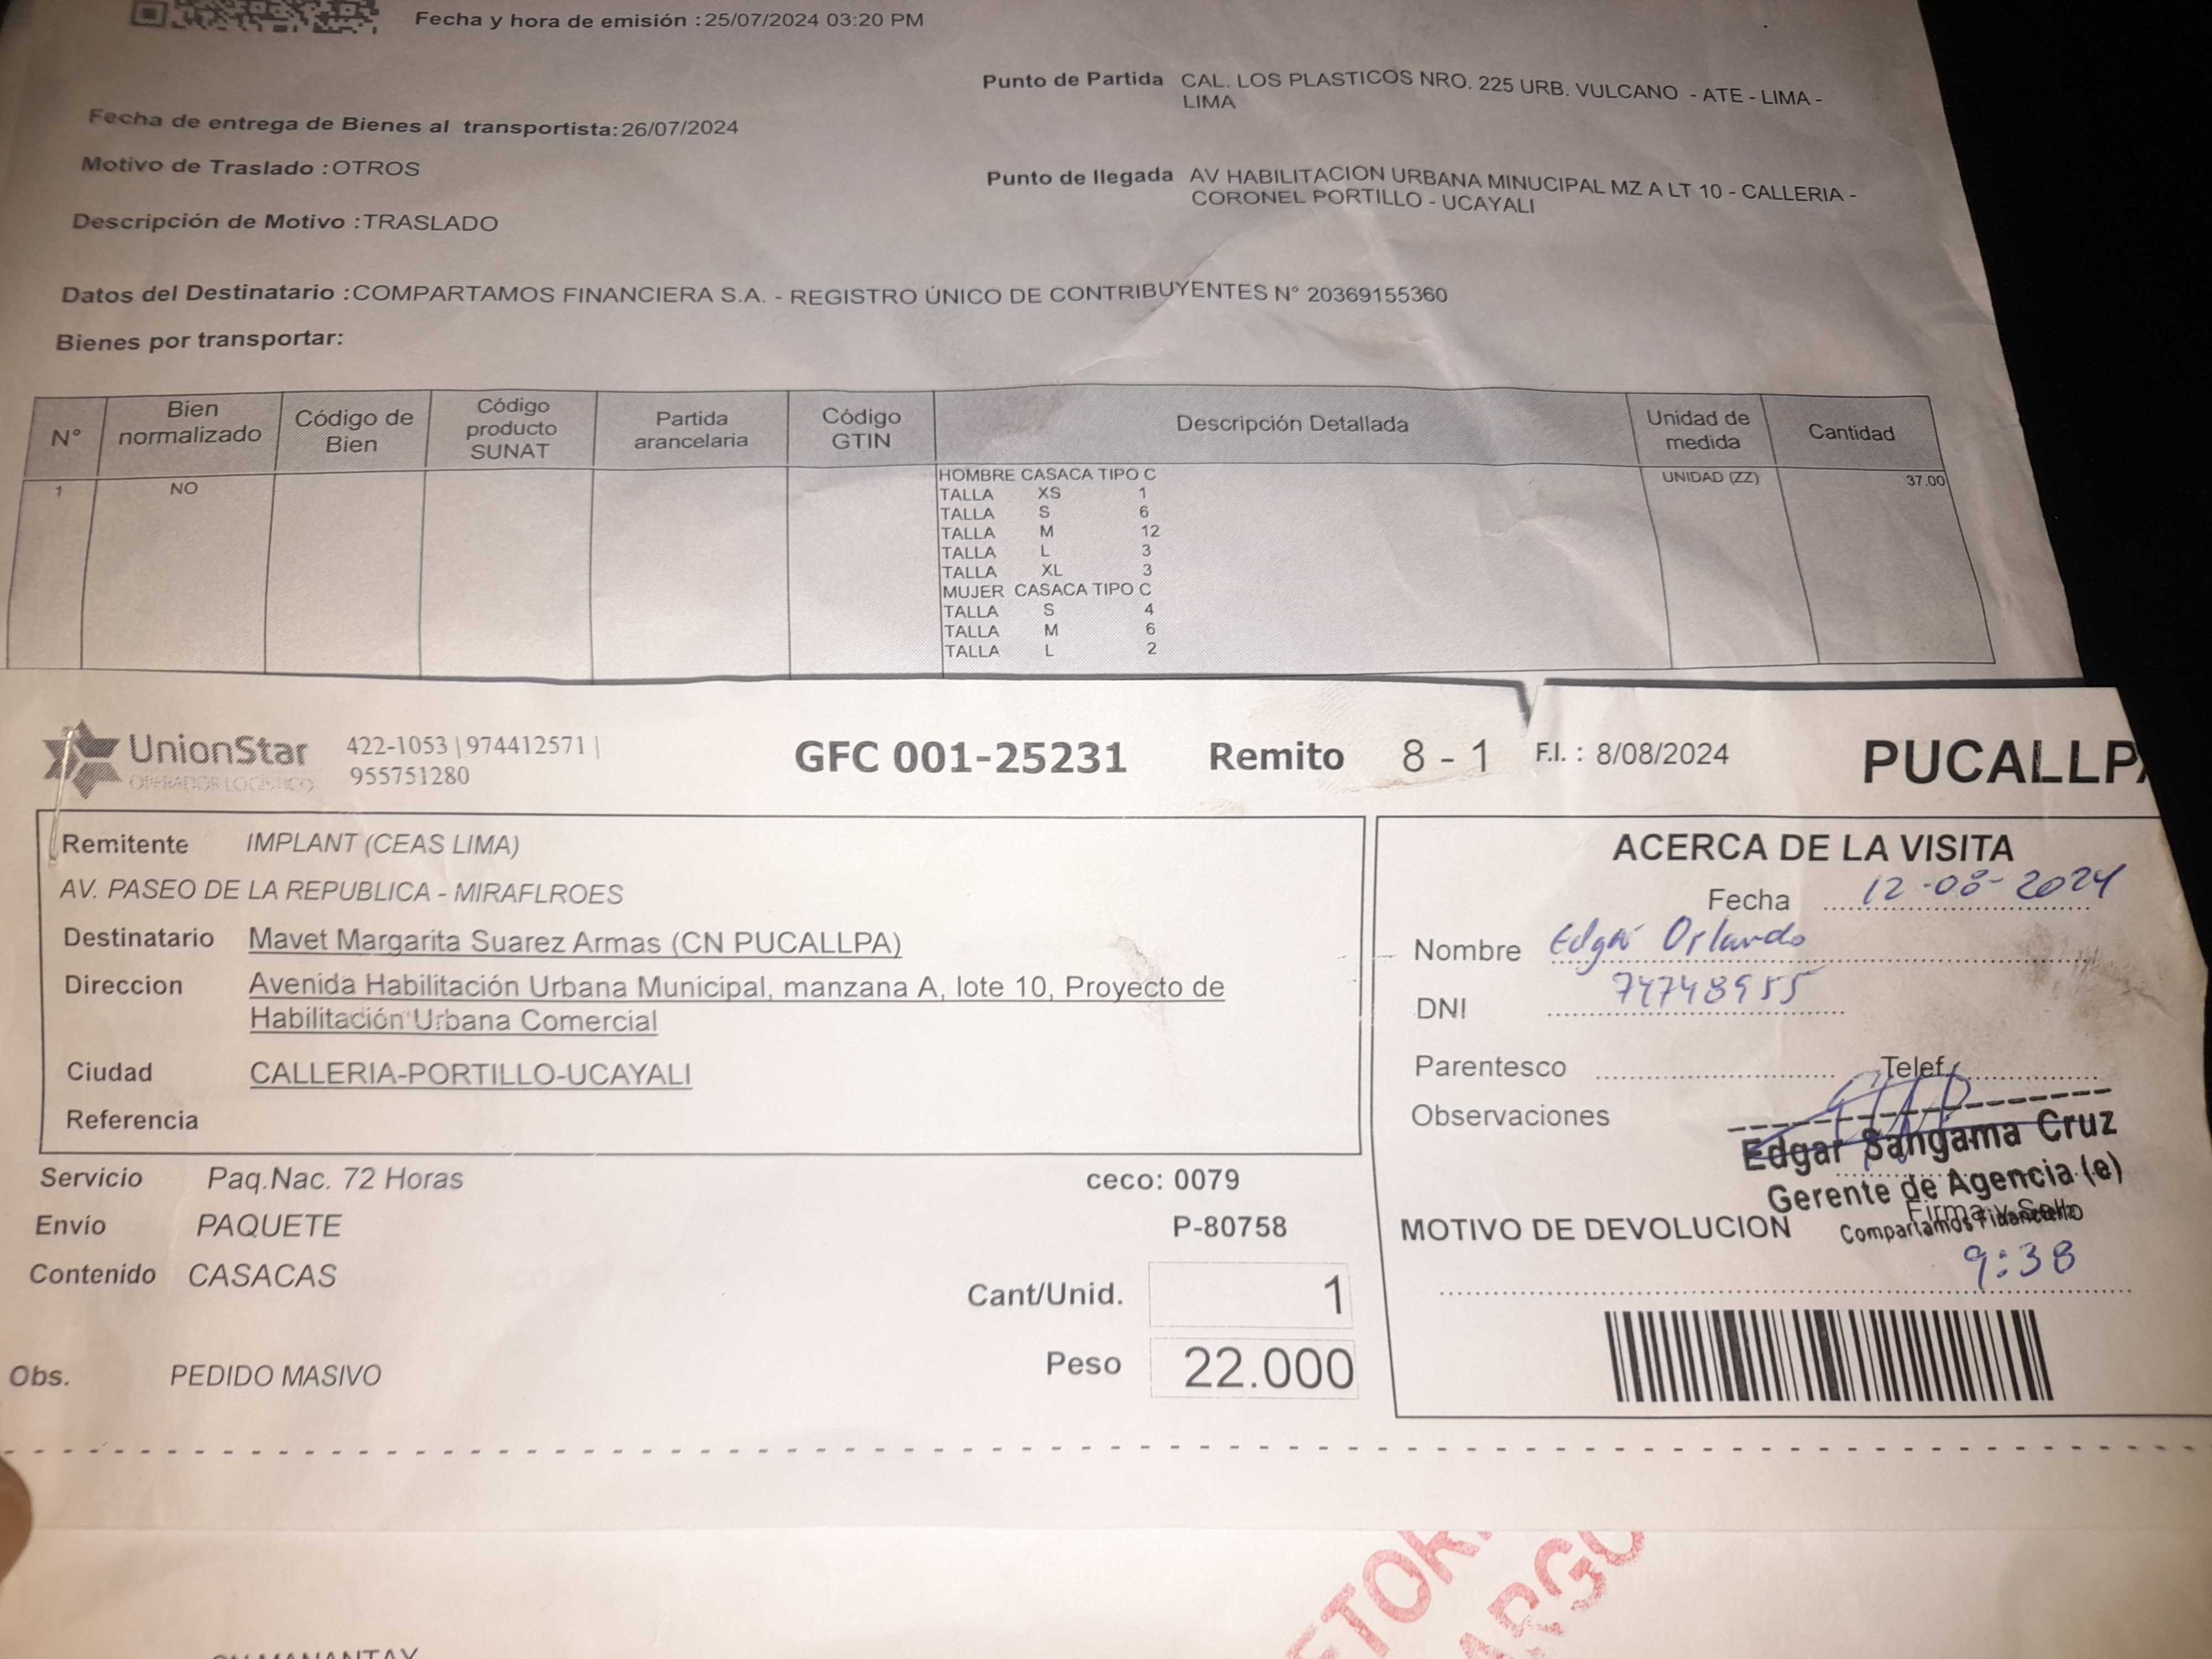 Fecha y hora de emisión :25/07/2024 03:20 PM
Punto de Partida CAL. LOS PLASTICOS NRO. 225 URB. VULCANO - ATE - LIMA -
LIMA
Fecha de entrega de Bienes al transportista:26/07/2024
Motivo de Traslado :OTROS
Punto de llegada AV HABILITACION URBANA MINUCIPAL MZ A LT 10 - CALLERIA -
CORONEL PORTILLO - UCAYALI
Descripción de Motivo :TRASLADO
Datos del Destinatario :COMPARTAMOS FINANCIERA S.A. - REGISTRO ÚNICO DE CONTRIBUYENTES N° 20369155360
Bienes por transportar:
N° Bien normalizado Código de Bien Código producto SUNAT Partida arancelaria Código GTIN Descripción Detallada Unidad de medida Cantidad
1 NO HOMBRE CASACA TIPO C UNIDAD (ZZ) 37.00
TALLA XS 1
TALLA S 6
TALLA M 12
TALLA L 3
TALLA XL 3
MUJER CASACA TIPO C
TALLA S 4
TALLA M 6
TALLA L 2
UnionStar
OPERADOR LOGÍSTICO
422-1053 | 974412571 |
955751280
GFC 001-25231 Remito 8 - 1 F.I. : 8/08/2024
Remitente IMPLANT (CEAS LIMA)
AV. PASEO DE LA REPUBLICA - MIRAFLROES
Destinatario Mavet Margarita Suarez Armas (CN PUCALLPA)
Direccion Avenida Habilitación Urbana Municipal, manzana A, lote 10, Proyecto de
Habilitación Urbana Comercial
Ciudad CALLERIA-PORTILLO-UCAYALI
Referencia
Servicio Paq.Nac. 72 Horas ceco: 0079
Envío PAQUETE P-80758
Contenido CASACAS
Cant/Unid. 1
Peso 22.000
Obs. PEDIDO MASIVO
PUCALLPA
ACERCA DE LA VISITA
Fecha 12-08-2024
Nombre Edgar Orlando
DNI 74748955
Parentesco Telef.
Observaciones
Edgar Sangama Cruz
Gerente de Agencia (e)
Firma y Sello
Compartamos Financiera
MOTIVO DE DEVOLUCION
9:38